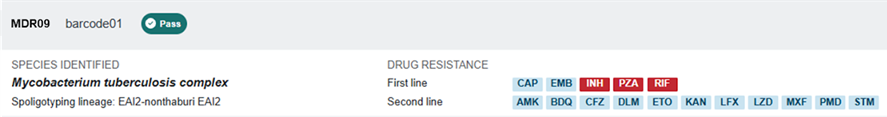 MDR09 barcode01 Pass
SPECIES IDENTIFIED
Mycobacterium tuberculosis complex
Spoligotyping lineage: EAI2-nonthaburi EAI2
DRUG RESISTANCE
First line CAP EMB INH PZA RIF
Second line AMK BDQ CFZ DLM ETO KAN LFX LZD MXF PMD STM